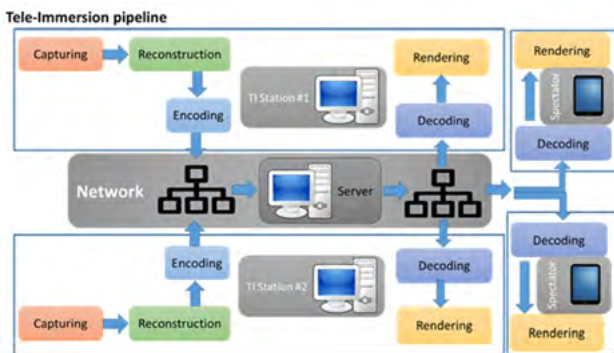 Tele-Immersion pipeline
Capturing
Reconstruction
Encoding
TI Station #1
Rendering
Decoding
Rendering
Spectator
Decoding
Network
Server
Encoding
Capturing
Reconstruction
TI Station #2
Decoding
Rendering
Decoding
Spectator
Rendering